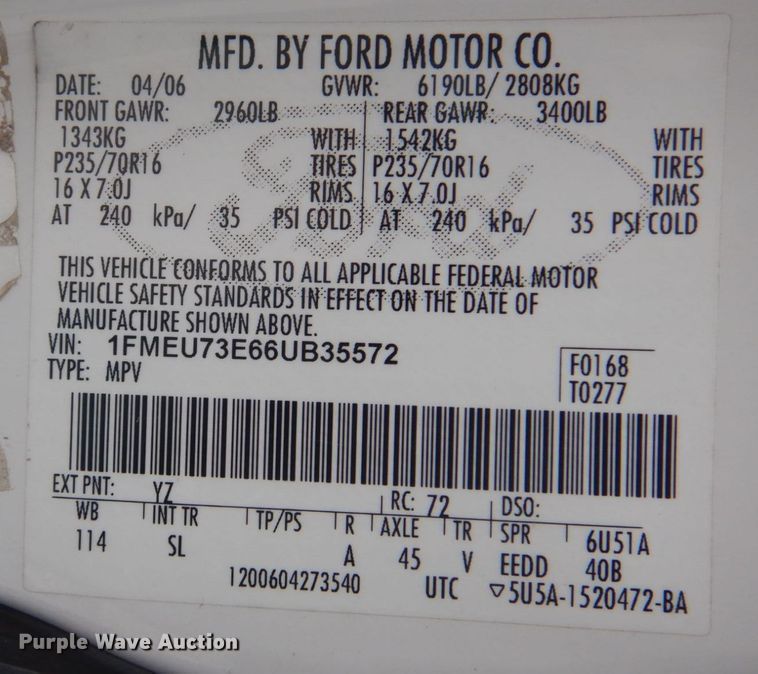 MFD. BY FORD MOTOR CO.
DATE: 04/06 GVWR: 6190LB/ 2808KG
FRONT GAWR: 2960LB REAR GAWR: 3400LB
1343KG WITH 1542KG WITH
P235/70R16 TIRES P235/70R16 TIRES
16 X 7.0J RIMS 16 X 7.0J RIMS
AT 240 kPa/ 35 PSI COLD AT 240 kPa/ 35 PSI COLD
Ford
THIS VEHICLE CONFORMS TO ALL APPLICABLE FEDERAL MOTOR
VEHICLE SAFETY STANDARDS IN EFFECT ON THE DATE OF
MANUFACTURE SHOWN ABOVE.
VIN: 1FMEU73E66UB35572
F0168
TYPE: MPV
T0277
EXT PNT: YZ RC: 72 DSO:
WB INT TR TP/PS R AXLE TR SPR 6U51A
114 SL A 45 V EEDD 40B
1200604273540 UTC ▽5U5A-1520472-BA
Purple Wave Auction